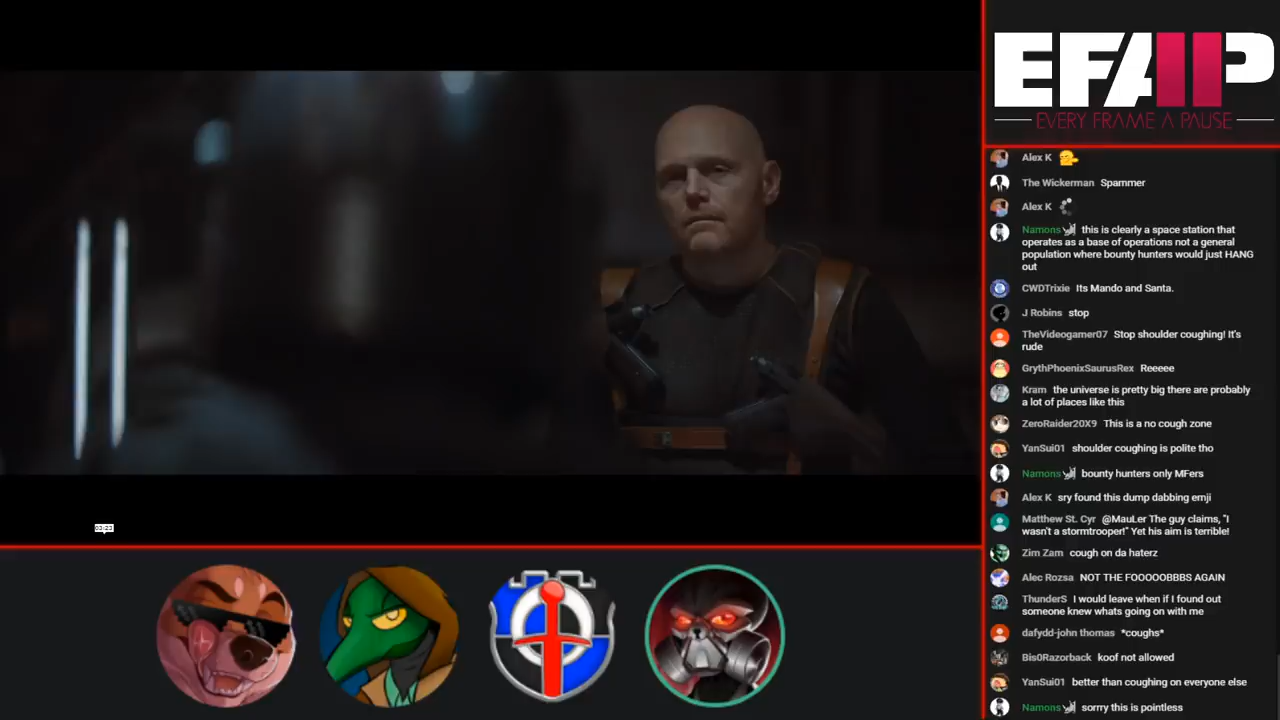 EFAP
EVERY FRAME A PAUSE
Alex K
The Wickerman Spammer
Alex K
Namons this is clearly a space station that
operates as a base of operations not a general
population where bounty hunters would just HANG
out
CWDTrixie Its Mando and Santa.
J Robins stop
TheVideogamer07 Stop shoulder coughing! It's
rude
GrythPhoenixSaurusRex Reeeee
Kram the universe is pretty big there are probably
a lot of places like this
ZeroRaider20X9 This is a no cough zone
YanSui01 shoulder coughing is polite tho
Namons bounty hunters only MFers
Alex K sry found this dump dabbing emji
Matthew St. Cyr @MauLer The guy claims, "I
wasn't a stormtrooper!" Yet his aim is terrible!
03:23
Zim Zam cough on da haterz
Alec Rozsa NOT THE FOOOOOBBBS AGAIN
ThunderS I would leave when if I found out
someone knew whats going on with me
dafydd-john thomas *coughs*
Bis0Razorback koof not allowed
YanSui01 better than coughing on everyone else
Namons sorrry this is pointless